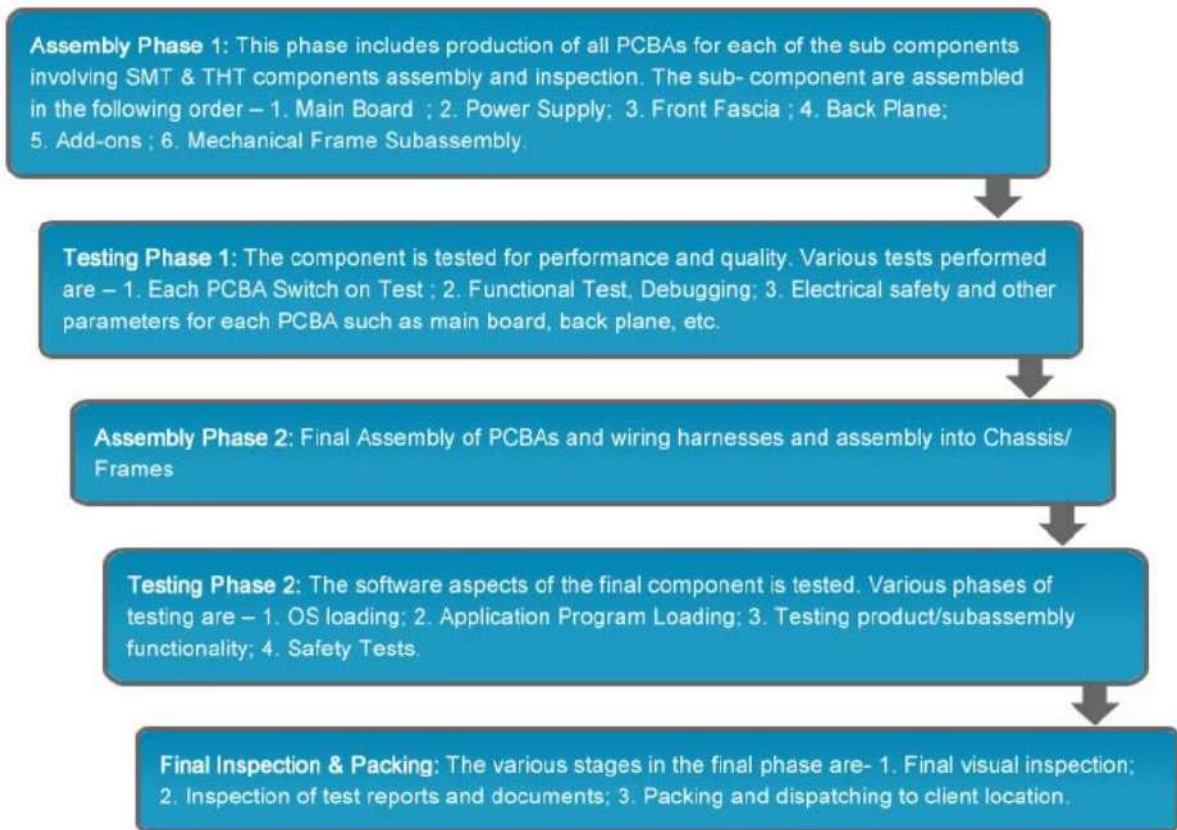 Assembly Phase 1: This phase includes production of all PCBAs for each of the sub components
involving SMT & THT components assembly and inspection. The sub- component are assembled
in the following order – 1. Main Board ; 2. Power Supply; 3. Front Fascia ; 4. Back Plane;
5. Add-ons ; 6. Mechanical Frame Subassembly.
Testing Phase 1: The component is tested for performance and quality. Various tests performed
are – 1. Each PCBA Switch on Test ; 2. Functional Test, Debugging; 3. Electrical safety and other
parameters for each PCBA such as main board, back plane, etc.
Assembly Phase 2: Final Assembly of PCBAs and wiring harnesses and assembly into Chassis/
Frames
Testing Phase 2: The software aspects of the final component is tested. Various phases of
testing are – 1. OS loading; 2. Application Program Loading; 3. Testing product/subassembly
functionality; 4. Safety Tests.
Final Inspection & Packing: The various stages in the final phase are- 1. Final visual inspection;
2. Inspection of test reports and documents; 3. Packing and dispatching to client location.